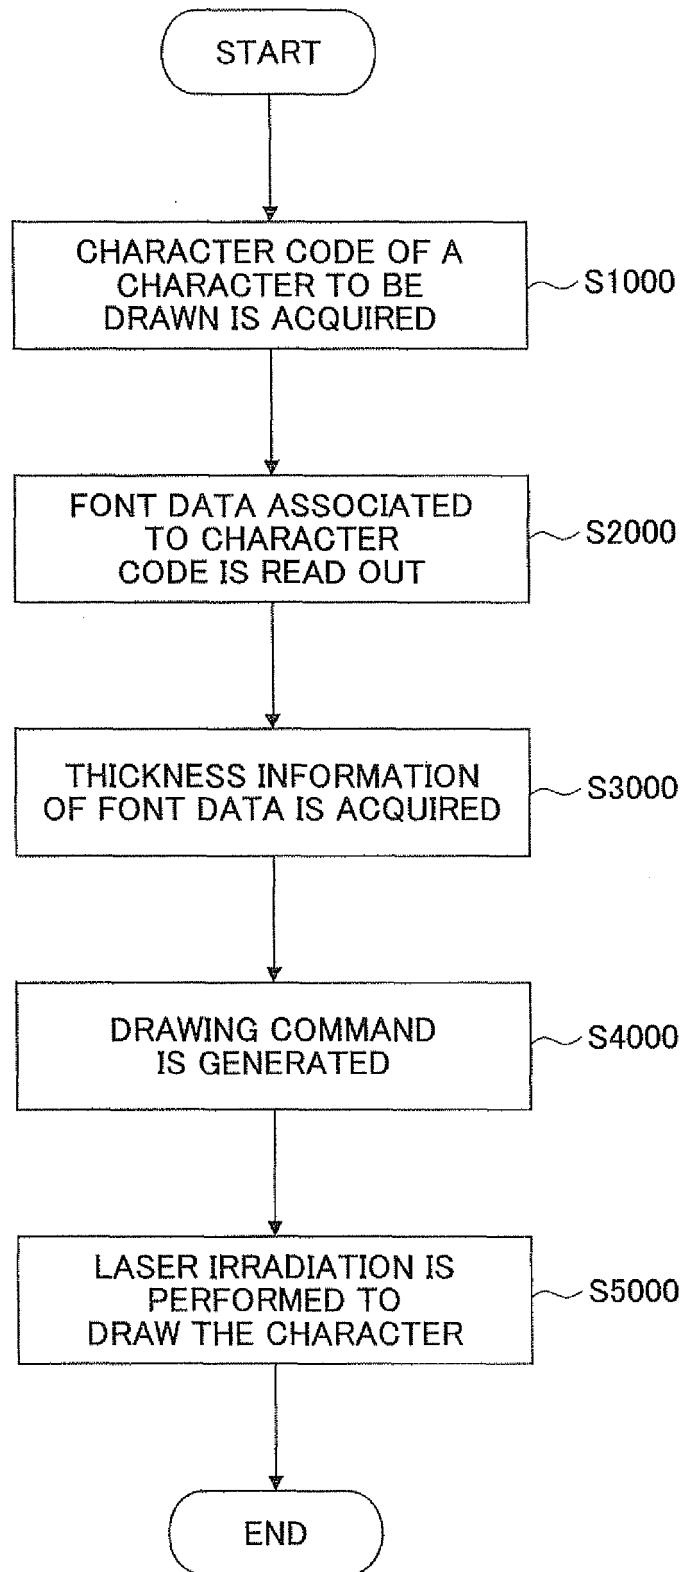 START
CHARACTER CODE OF A
CHARACTER TO BE
DRAWN IS ACQUIRED
S1000
FONT DATA ASSOCIATED
TO CHARACTER
CODE IS READ OUT
S2000
THICKNESS INFORMATION
OF FONT DATA IS ACQUIRED
S3000
DRAWING COMMAND
IS GENERATED
S4000
LASER IRRADIATION IS
PERFORMED TO
DRAW THE CHARACTER
S5000
END